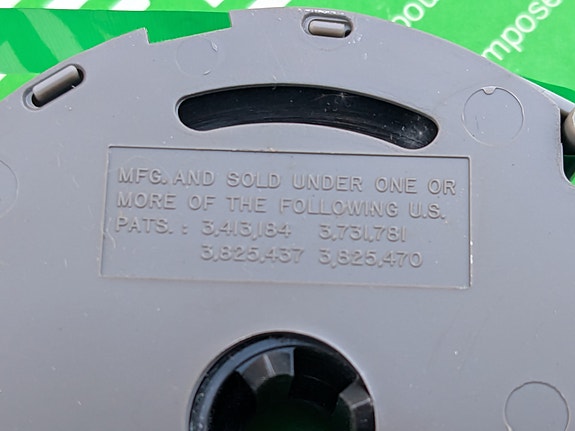 mpose
MFG. AND SOLD UNDER ONE OR
MORE OF THE FOLLOWING U.S.
PATS. : 3,413,184 3,731,781
3,825,437 3,825,470